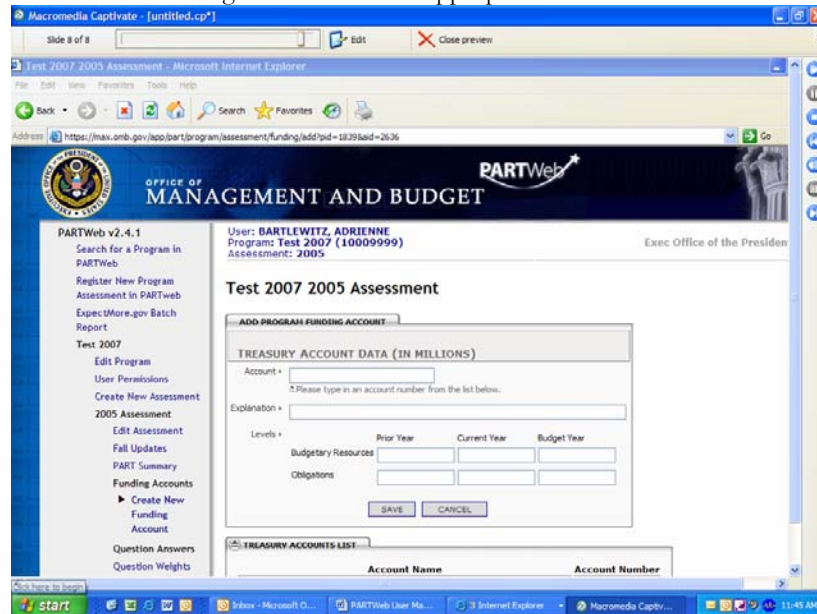 Macromedia Captivate - [untitled.cp*]
Slide 8 of 8
Edit
Close preview
Test 2007 2005 Assessment - Microsoft Internet Explorer
File Edit View Favorites Tools Help
Back Search Favorites
Address https://max.omb.gov/app/part/program/assessment/funding/add?pid=1839&aid=2636 Go
OFFICE OF
MANAGEMENT AND BUDGET
PARTWeb
PARTWeb v2.4.1
Search for a Program in
PARTWeb
Register New Program
Assessment in PARTweb
ExpectMore.gov Batch
Report
Test 2007
Edit Program
User Permissions
Create New Assessment
2005 Assessment
Edit Assessment
Fall Updates
PART Summary
Funding Accounts
Create New
Funding
Account
Question Answers
Question Weights
User: BARTLEWITZ, ADRIENNE
Program: Test 2007 (10009999)
Assessment: 2005
Exec Office of the Presiden
Test 2007 2005 Assessment
ADD PROGRAM FUNDING ACCOUNT
TREASURY ACCOUNT DATA (IN MILLIONS)
Account
Please type in an account number from the list below.
Explanation
Levels
Prior Year Current Year Budget Year
Budgetary Resources
Obligations
SAVE CANCEL
TREASURY ACCOUNTS LIST
Account Name Account Number
Click here to begin
start
Inbox - Microsoft O...
PARTWeb User Ma...
3 Internet Explorer
Macromedia Captiv...
11:45 AM